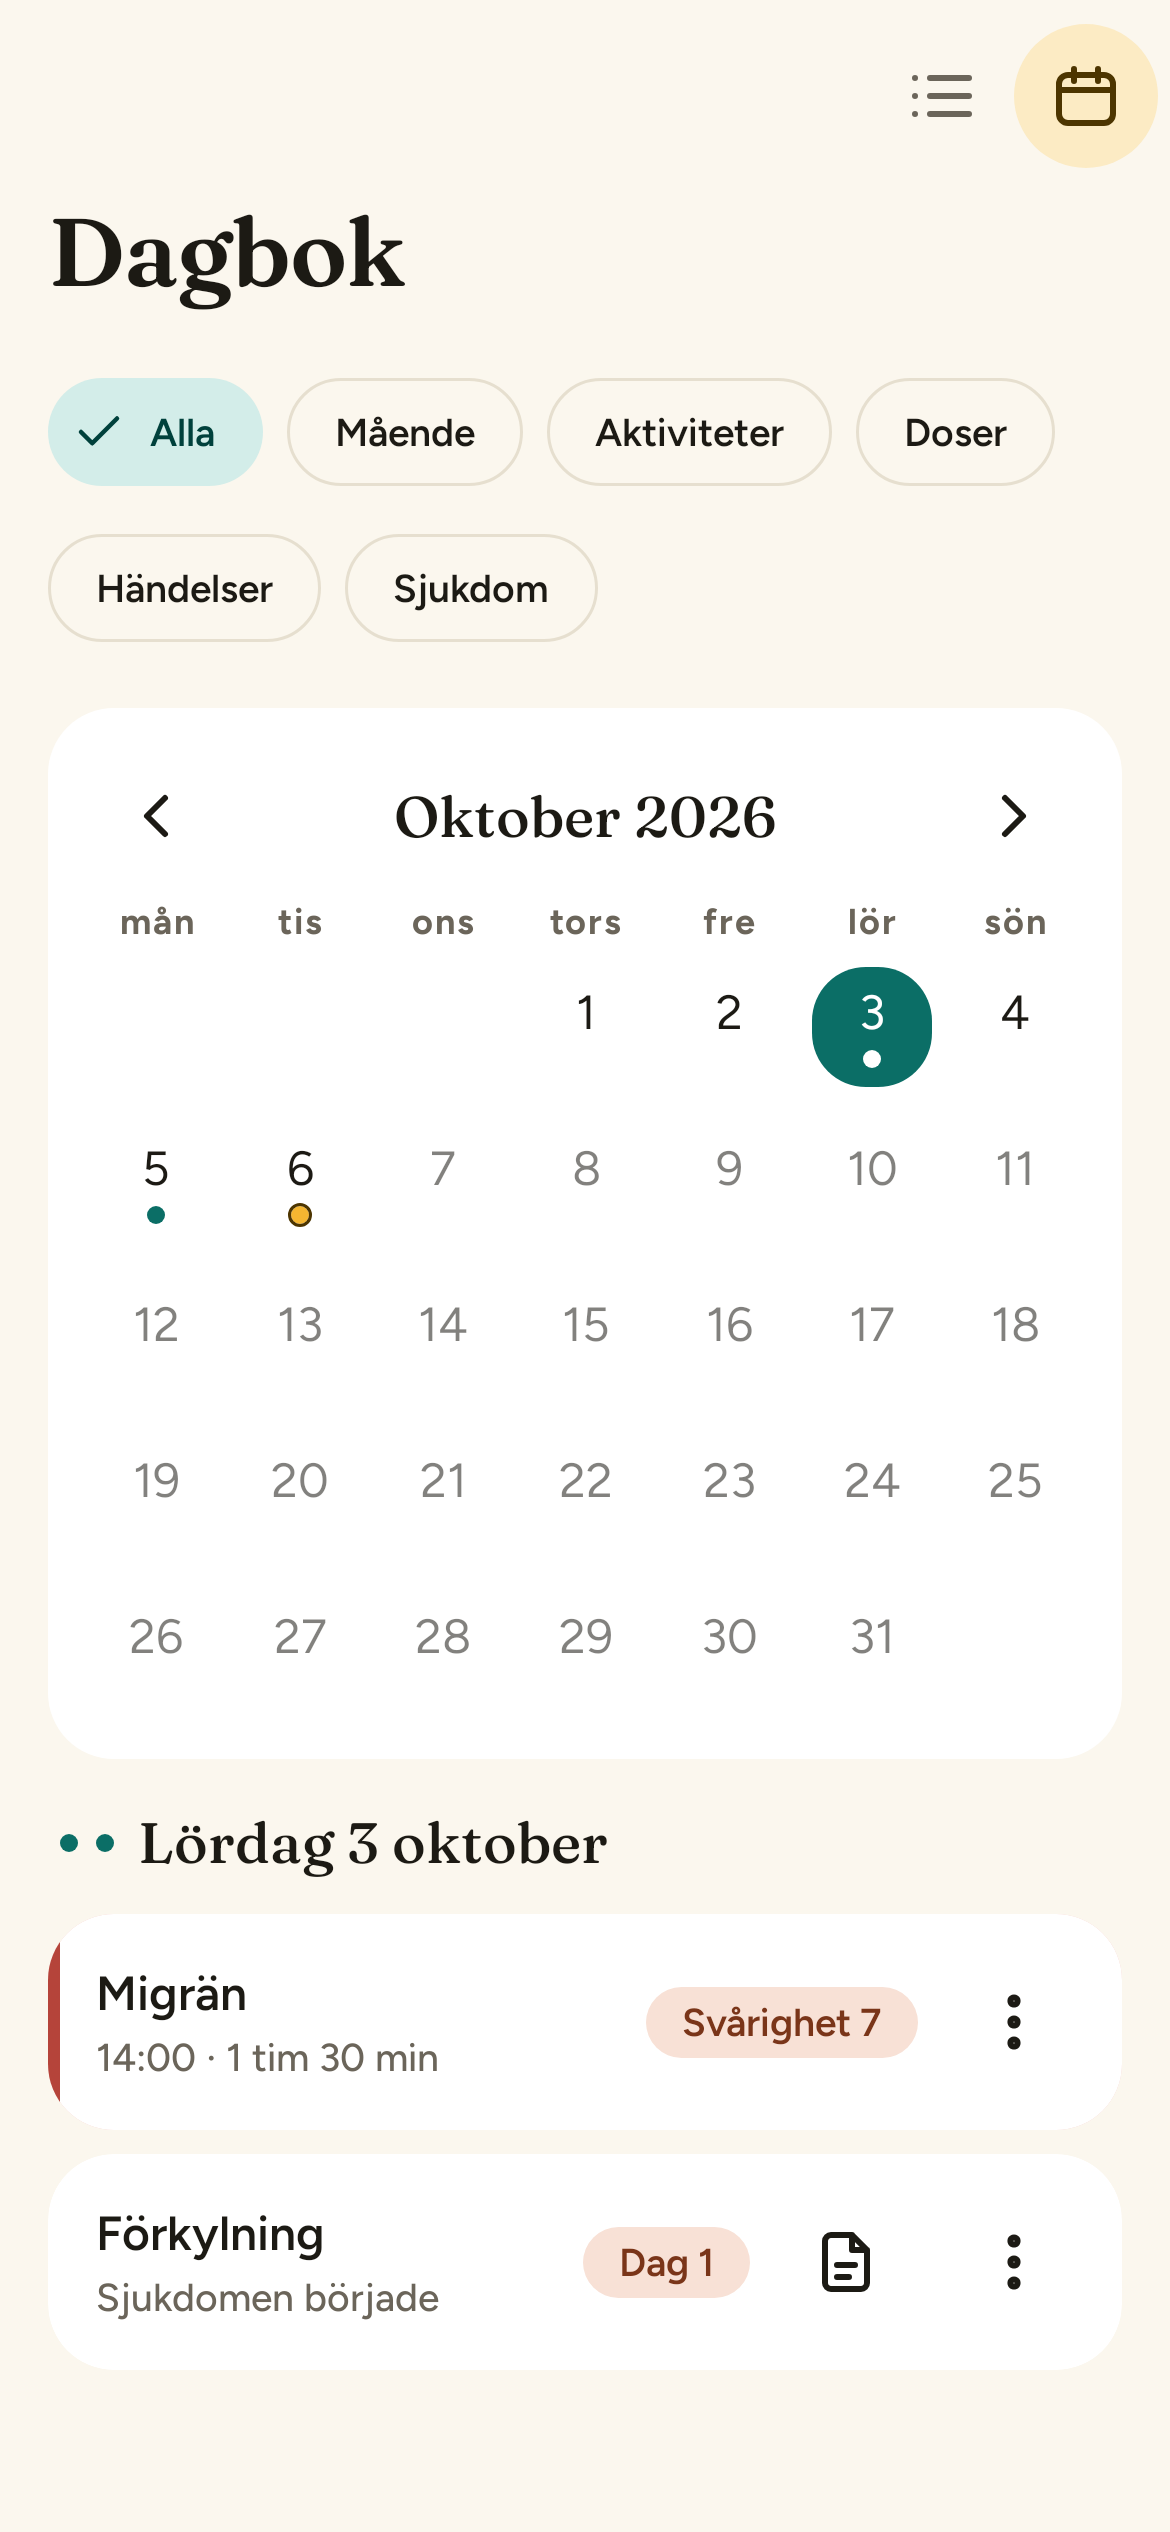 Dagbok
Alla Mående Aktiviteter Doser
Händelser Sjukdom
Oktober 2026
mån tis ons tors fre lör sön
1 2 3 4
5 6 7 8 9 10 11
12 13 14 15 16 17 18
19 20 21 22 23 24 25
26 27 28 29 30 31
Lördag 3 oktober
Migrän
14:00 · 1 tim 30 min
Svårighet 7
Förkylning
Sjukdomen började
Dag 1